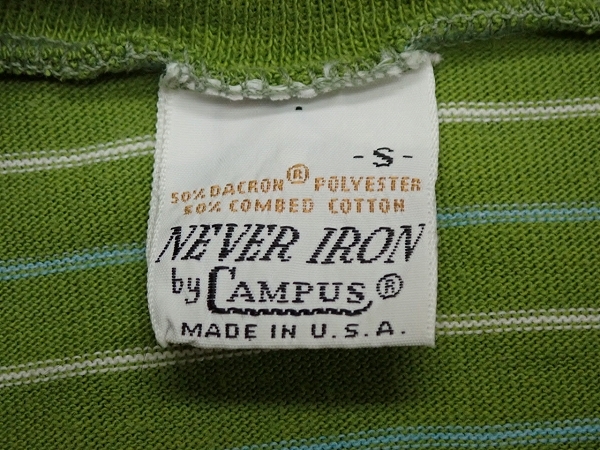 - S -
50% DACRON® POLYESTER
50% COMBED COTTON
NEVER IRON
by CAMPUS®
MADE IN U.S.A.